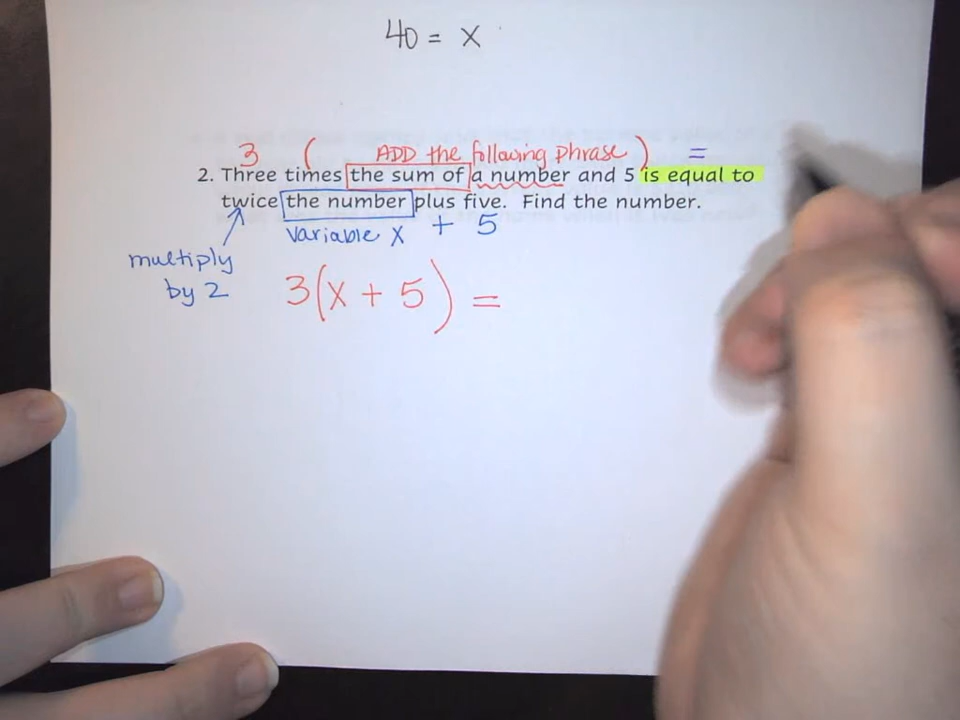 40 = x
3 ( ADD the following phrase ) =
2. Three times the sum of a number and 5 is equal to
twice the number plus five. Find the number.
variable x + 5
multiply
by 2
3(x + 5) =